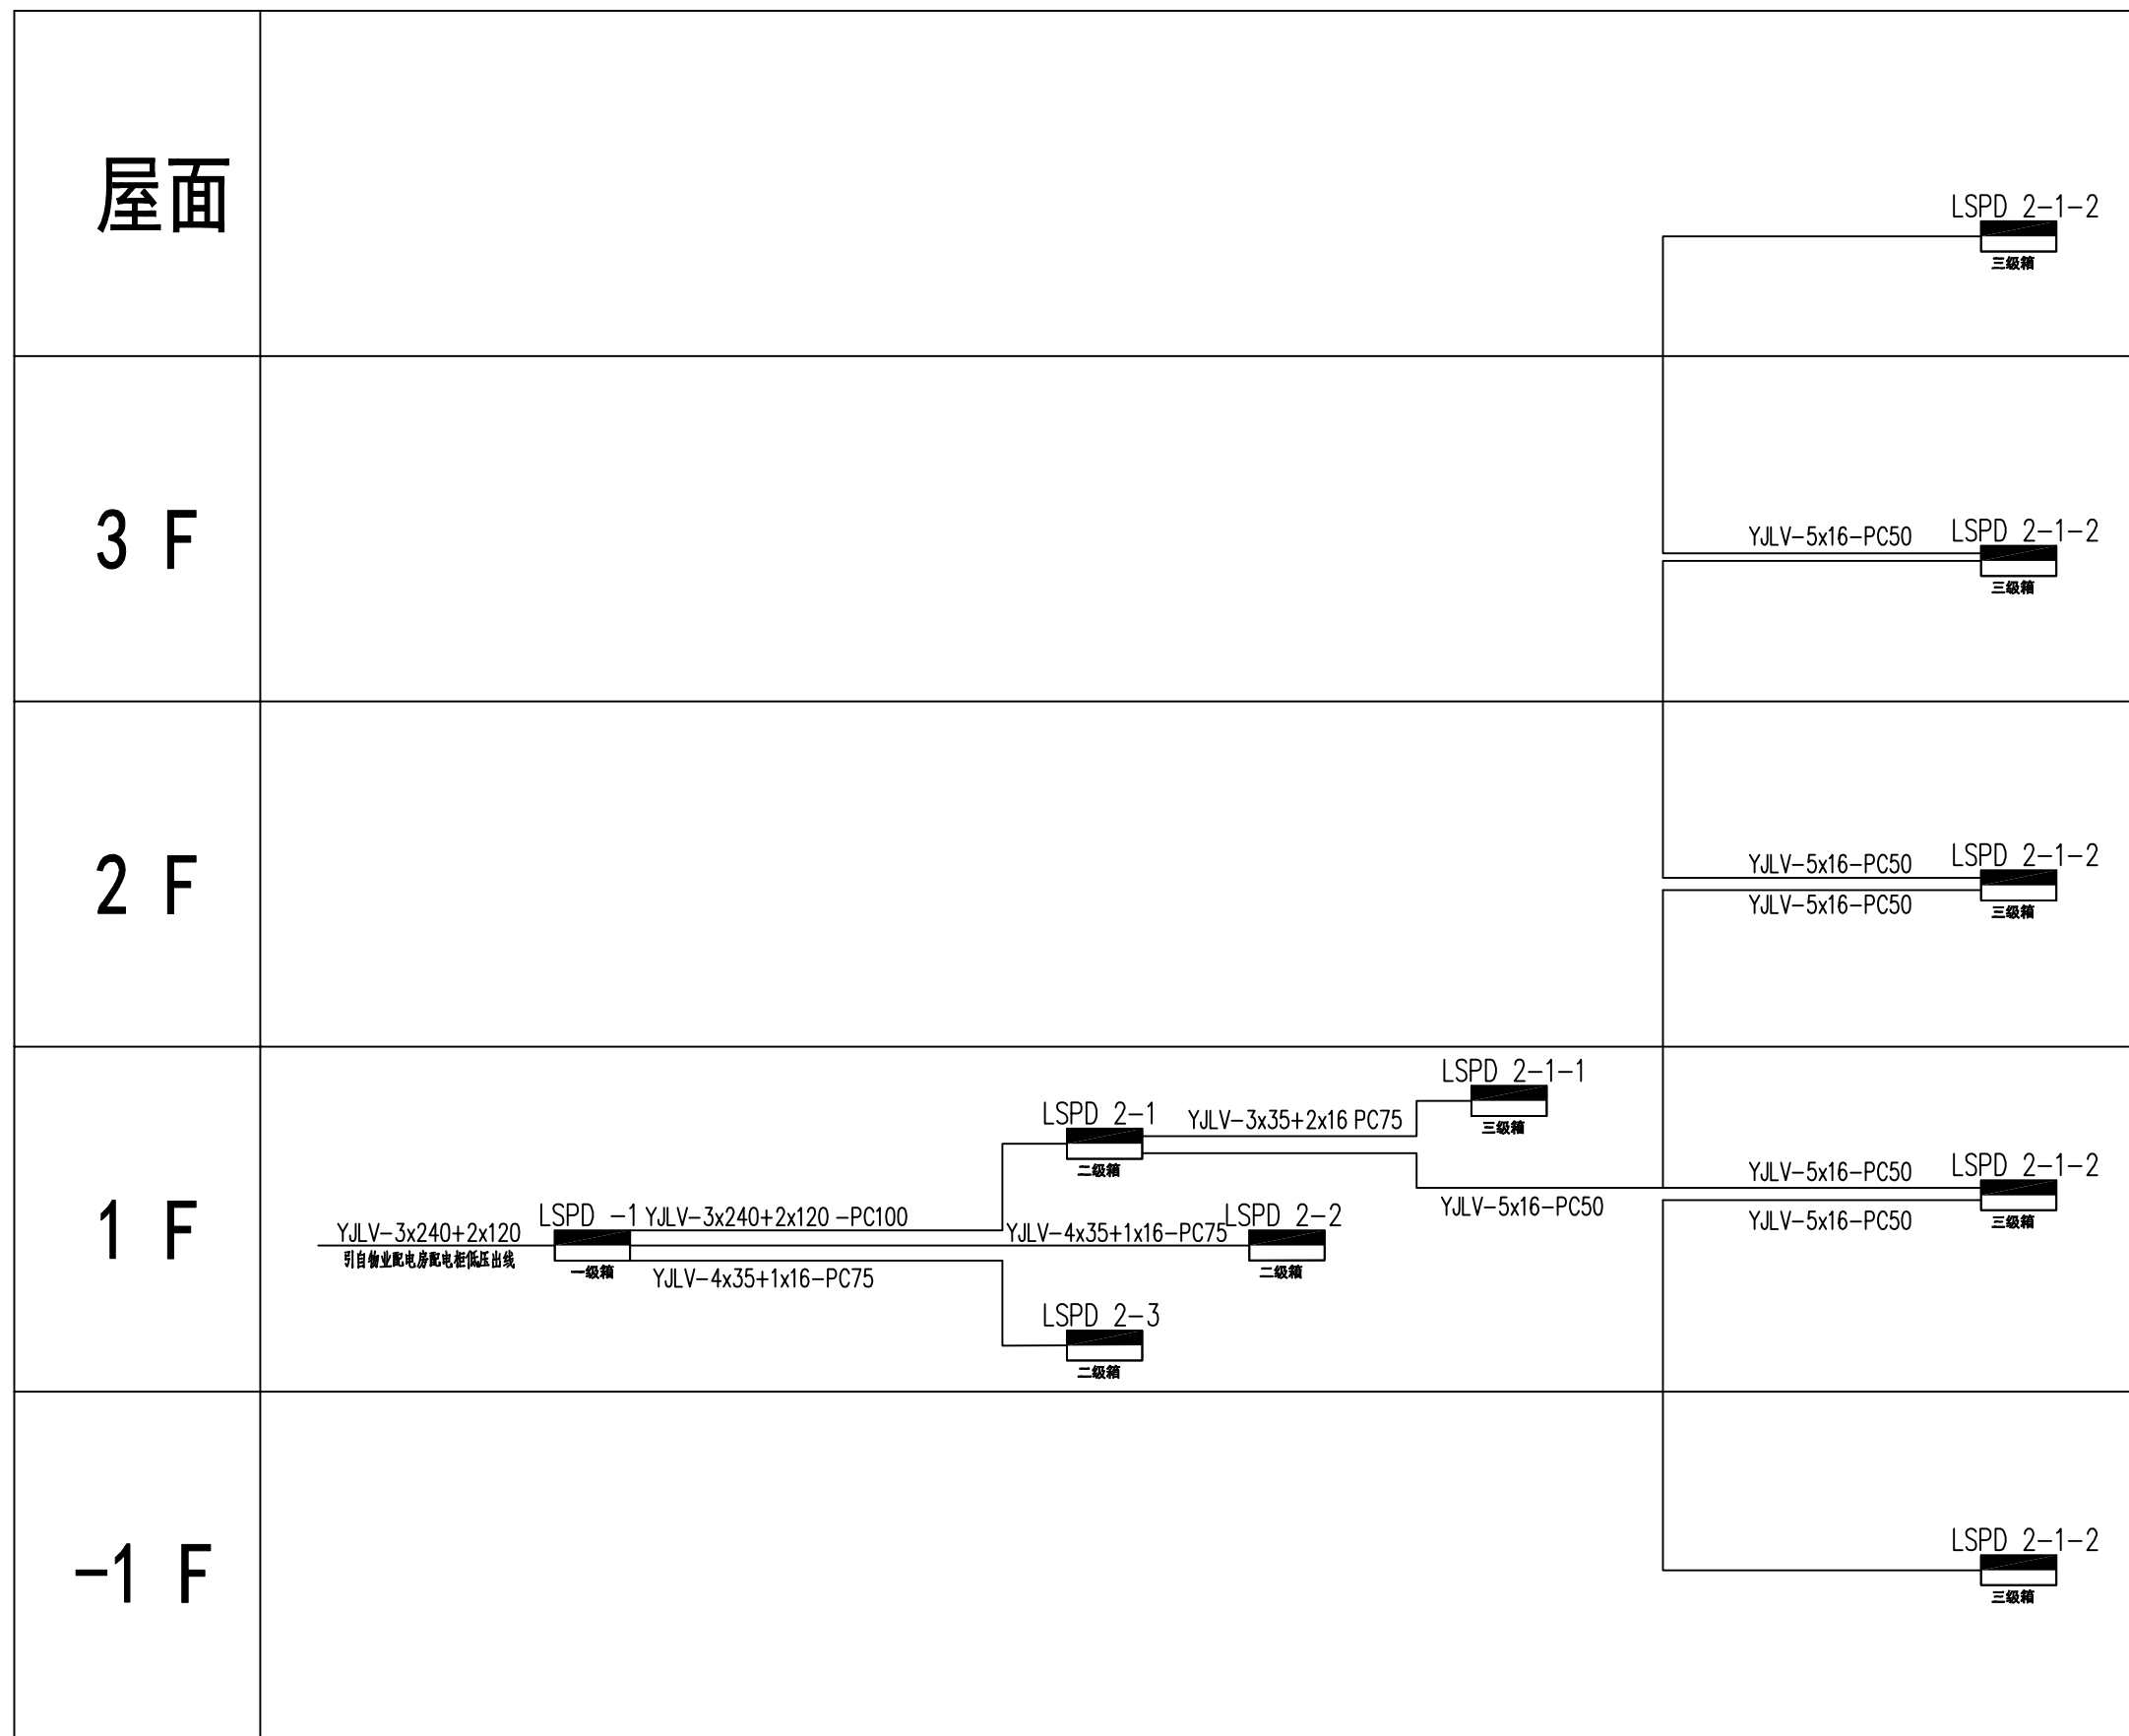 屋面
LSPD 2-1-2
三级箱
3 F
YJLV-5x16-PC50
LSPD 2-1-2
三级箱
2 F
YJLV-5x16-PC50
LSPD 2-1-2
YJLV-5x16-PC50
三级箱
1 F
LSPD 2-1-1
三级箱
LSPD 2-1
YJLV-3x35+2x16 PC75
二级箱
YJLV-5x16-PC50
LSPD 2-1-2
YJLV-5x16-PC50
YJLV-5x16-PC50
三级箱
YJLV-3x240+2x120
引自物业配电房配电柜低压出线
LSPD -1
一级箱
YJLV-3x240+2x120 -PC100
YJLV-4x35+1x16-PC75
LSPD 2-2
二级箱
YJLV-4x35+1x16-PC75
LSPD 2-3
二级箱
-1 F
LSPD 2-1-2
三级箱